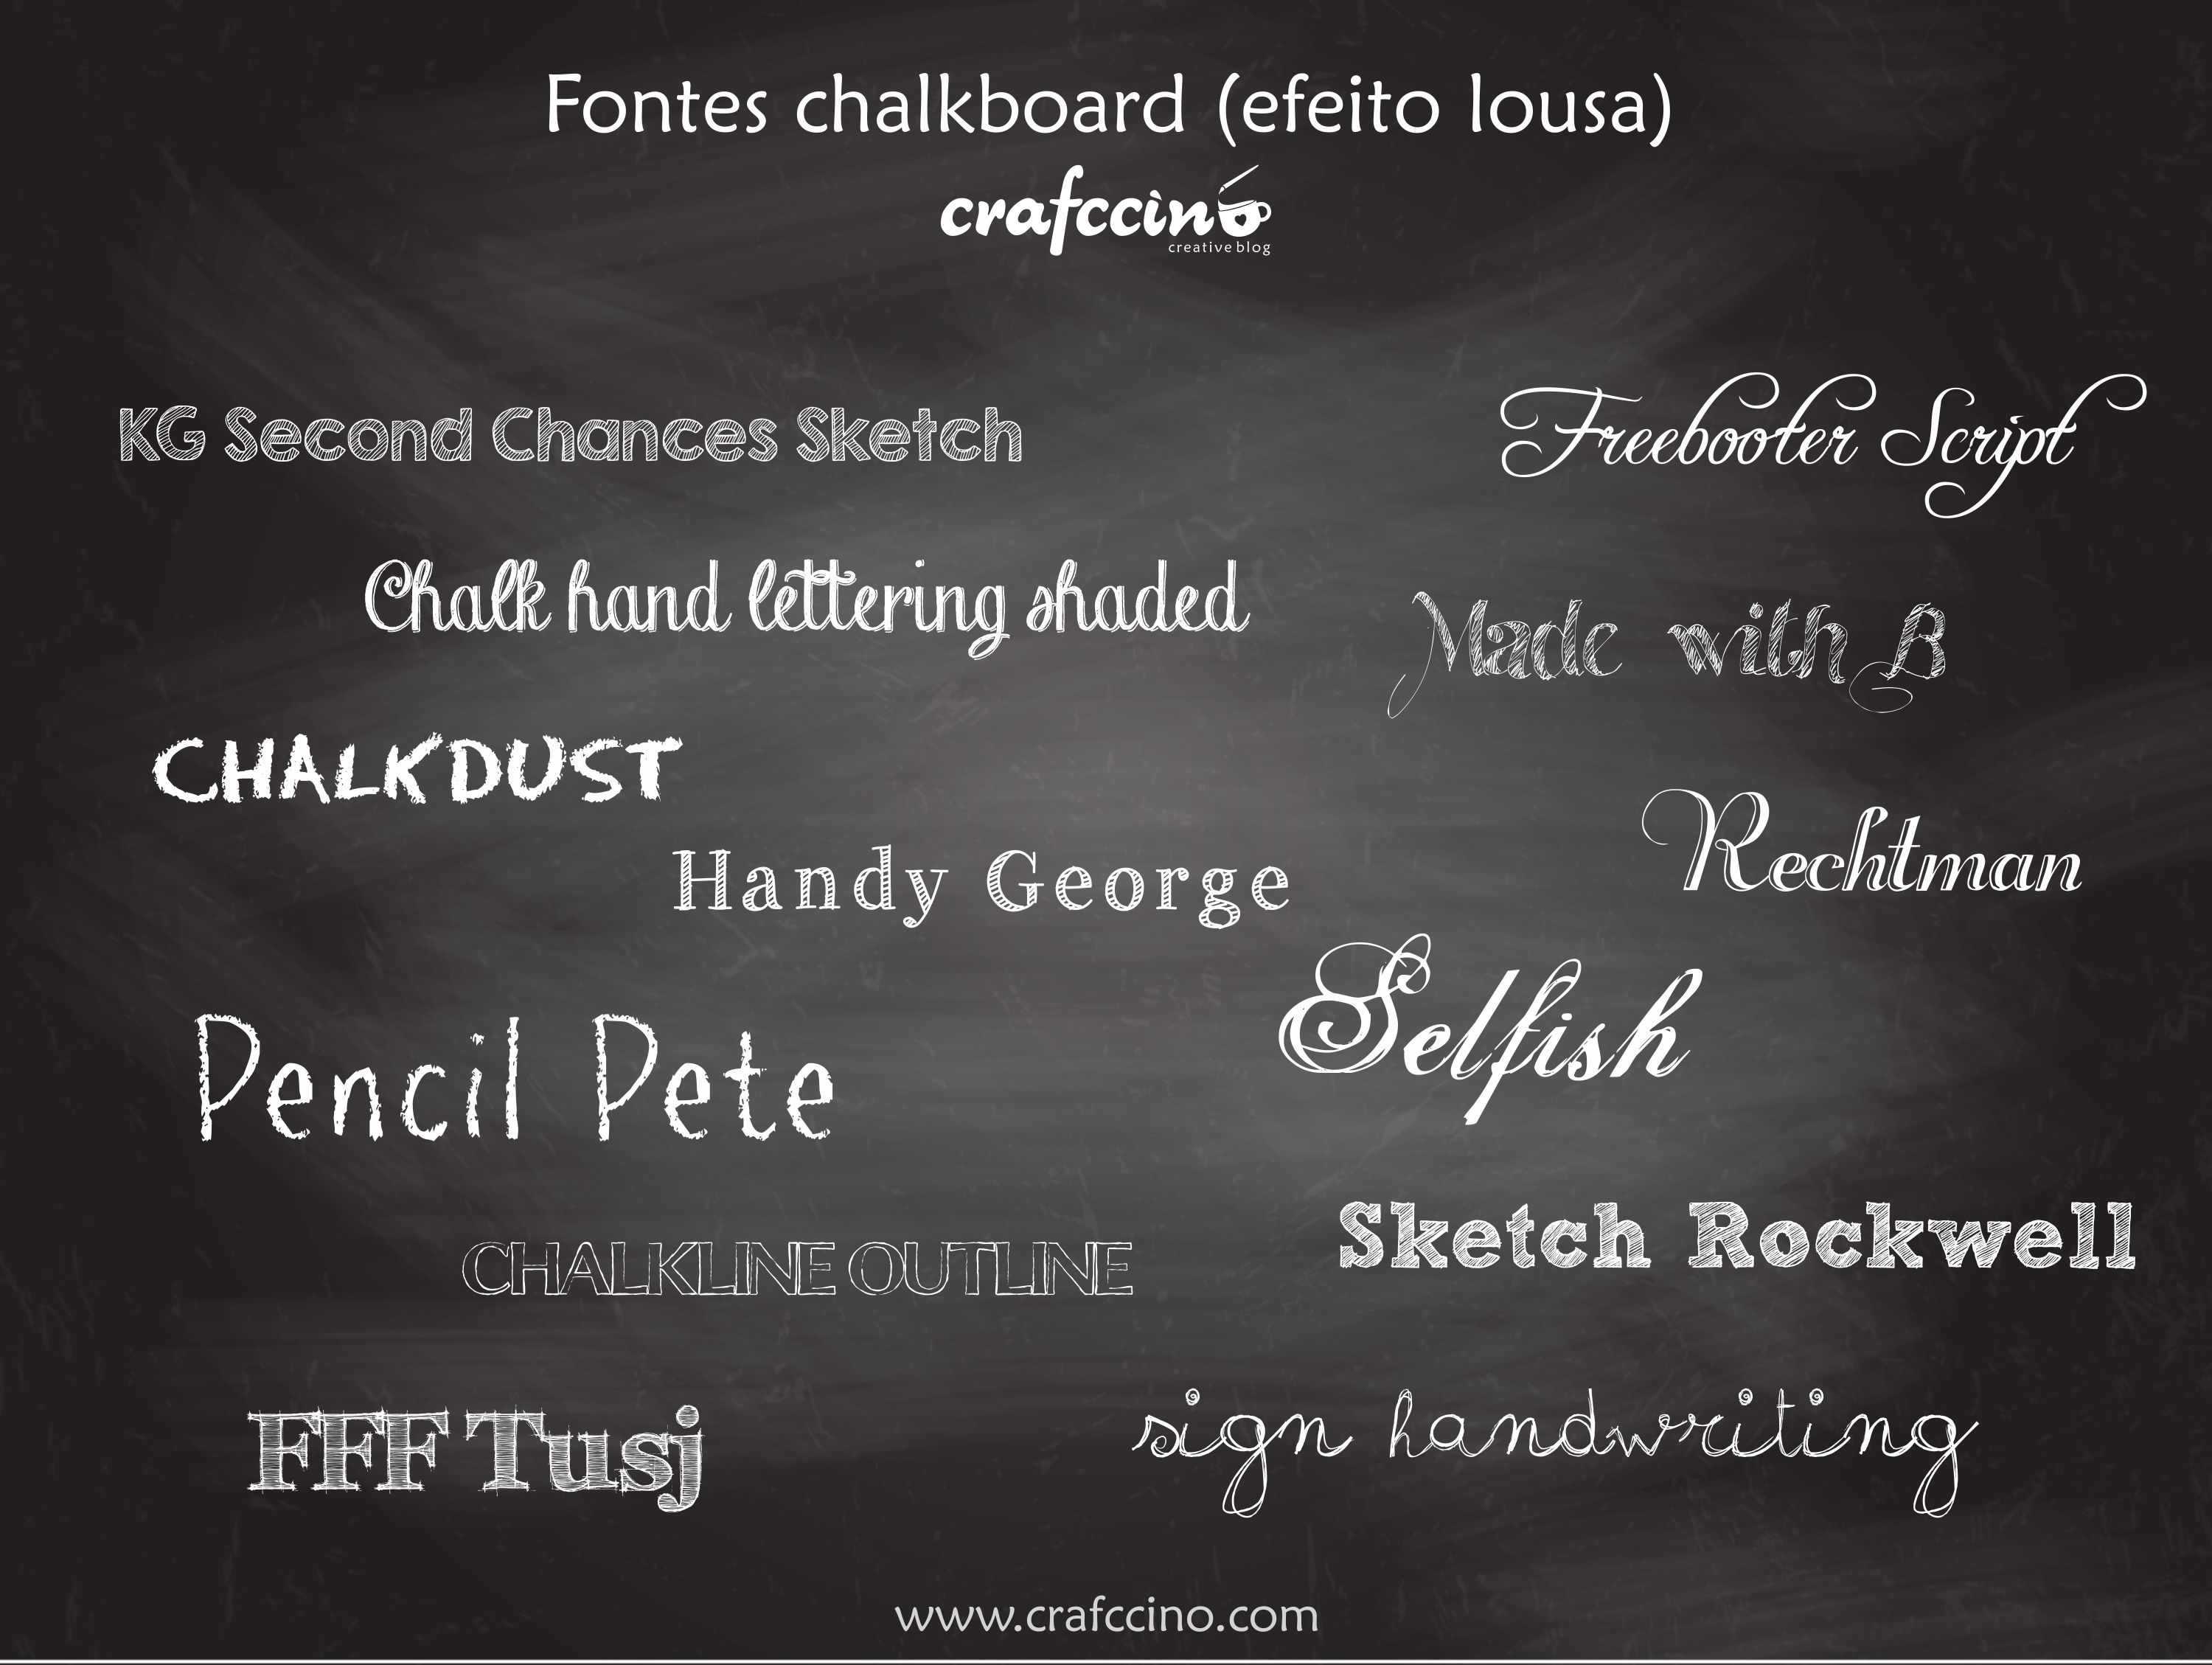 Fontes chalkboard (efeito lousa)
crafccino
creative blog
KG Second Chances Sketch
Freebooter Script
Chalk hand lettering shaded
Made with B
CHALKDUST
Rechtman
Handy George
Selfish
Pencil Pete
Sketch Rockwell
CHALKLINE OUTLINE
FFF Tusj
sign handwriting
www.crafccino.com